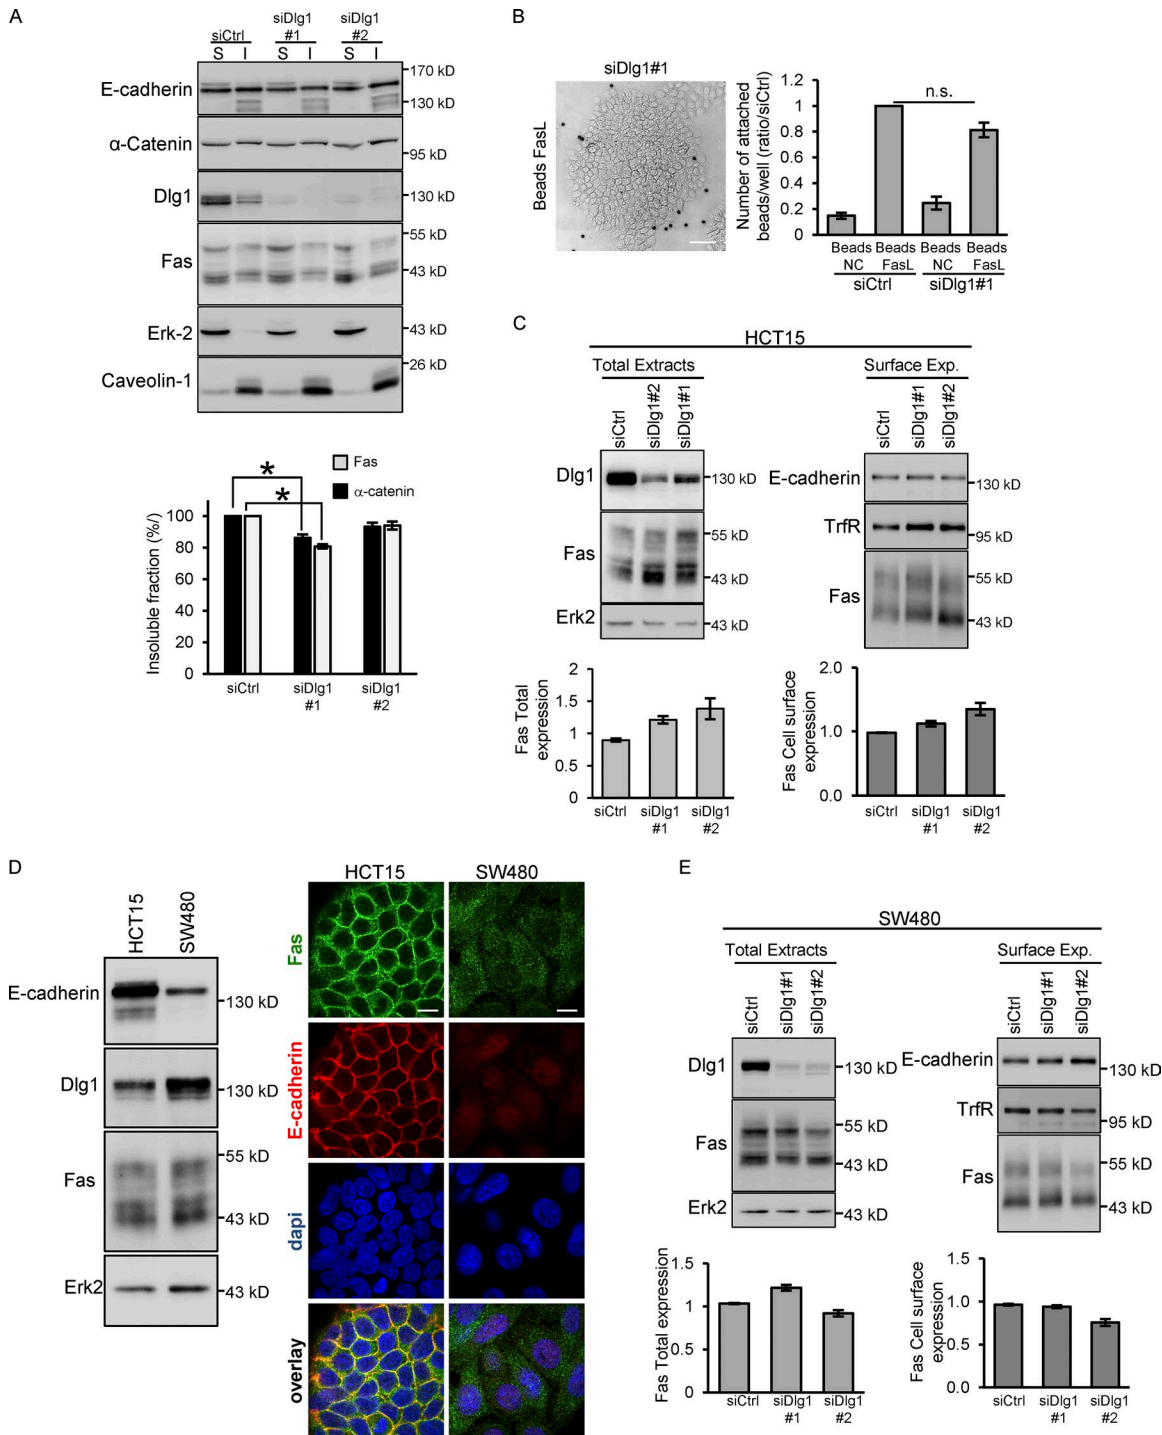 A
siCtrl
siDlg1
#1
siDlg1
#2
S I S I S I
E-cadherin
170 kD
130 kD
α-Catenin
95 kD
Dlg1
130 kD
Fas
55 kD
43 kD
Erk-2
43 kD
Caveolin-1
26 kD
Fas
α-catenin
*
*
Insoluble fraction (%/)
100
80
60
40
20
0
siCtrl
siDlg1
#1
siDlg1
#2
B
siDlg1#1
Beads FasL
Number of attached
beads/well (ratio/siCtrl)
1.2
1
0.8
0.6
0.4
0.2
0
n.s.
Beads Beads Beads Beads
NC FasL NC FasL
siCtrl siDlg1#1
C
HCT15
Total Extracts
siCtrl
siDlg1#2
siDlg1#1
Dlg1
130 kD
Fas
55 kD
43 kD
Erk2
43 kD
Surface Exp.
siCtrl
siDlg1#1
siDlg1#2
E-cadherin
130 kD
TrfR
95 kD
Fas
55 kD
43 kD
Fas Total
expression
2
1.5
1
0.5
0
siCtrl
siDlg1
#1
siDlg1
#2
Fas Cell surface
expression
2.0
1.0
0.0
siCtrl
siDlg1
#1
siDlg1
#2
D
HCT15
SW480
E-cadherin
130 kD
Dlg1
130 kD
Fas
55 kD
43 kD
Erk2
43 kD
HCT15 SW480
Fas
E-cadherin
dapi
overlay
E
SW480
Total Extracts
siCtrl
siDlg1#1
siDlg1#2
Dlg1
130 kD
Fas
55 kD
43 kD
Erk2
43 kD
Surface Exp.
siCtrl
siDlg1#1
siDlg1#2
E-cadherin
130 kD
TrfR
95 kD
Fas
55 kD
43 kD
Fas Total expression
1.5
1
0.5
0
siCtrl
siDlg1
#1
siDlg1
#2
Fas Cell surface
expression
1.5
1.0
0.0
siCtrl
siDlg1
#1
siDlg1
#2